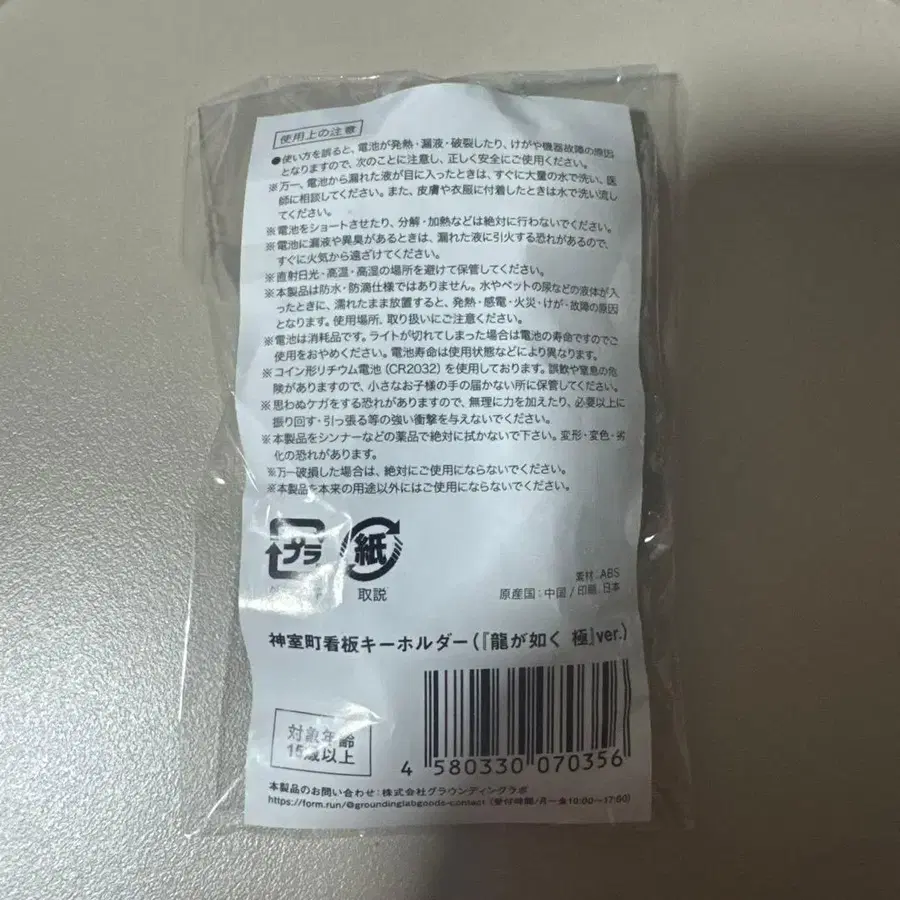 使用上の注意
●使い方を誤ると、電池が発熱・漏液・破裂したり、けがや機器故障の原因
となりますので、次のことに注意し、正しく安全にご使用ください。
※万一、電池から漏れた液が目に入ったときは、すぐに大量の水で洗い、医
師に相談してください。また、皮膚や衣服に付着したときは水で洗い流し
てください。
※電池をショートさせたり、分解・加熱などは絶対に行わないでください。
※電池に漏液や異臭があるときは、漏れた液に引火する恐れがあるので、
すぐに火気から遠ざけてください。
※直射日光・高温・高湿の場所を避けて保管してください。
※本製品は防水・防滴仕様ではありません。水やペットの尿などの液体が入
ったときに、濡れたまま放置すると、発熱・感電・火災・けが・故障の原因
となります。使用場所、取り扱いにご注意ください。
※電池は消耗品です。ライトが切れてしまった場合は電池の寿命ですのでご
使用をおやめください。電池寿命は使用状態などにより異なります。
※コイン形リチウム電池(CR2032)を使用しております。誤飲や窒息の危
険がありますので、小さなお子様の手の届かない所に保管してください。
※思わぬケガをする恐れがありますので、無理に力を加えたり、必要以上に
振り回す・引っ張る等の強い衝撃を与えないでください。
※本製品をシンナーなどの薬品で絶対に拭かないで下さい。変形・変色・劣
化の恐れがあります。
※万一破損した場合は、絶対にご使用にならないでください。
※本製品を本来の用途以外にはご使用にならないでください。
プラ 紙
取説
素材:ABS
原産国:中国/印刷:日本
神室町看板キーホルダー(『龍が如く 極』ver.)
対象年齢
15歳以上
4 580330 070356
本製品のお問い合わせ:株式会社グラウンディングラボ
https://form.run/@groundinglabgoods-contact (受付時間/月ー金10:00~17:00)